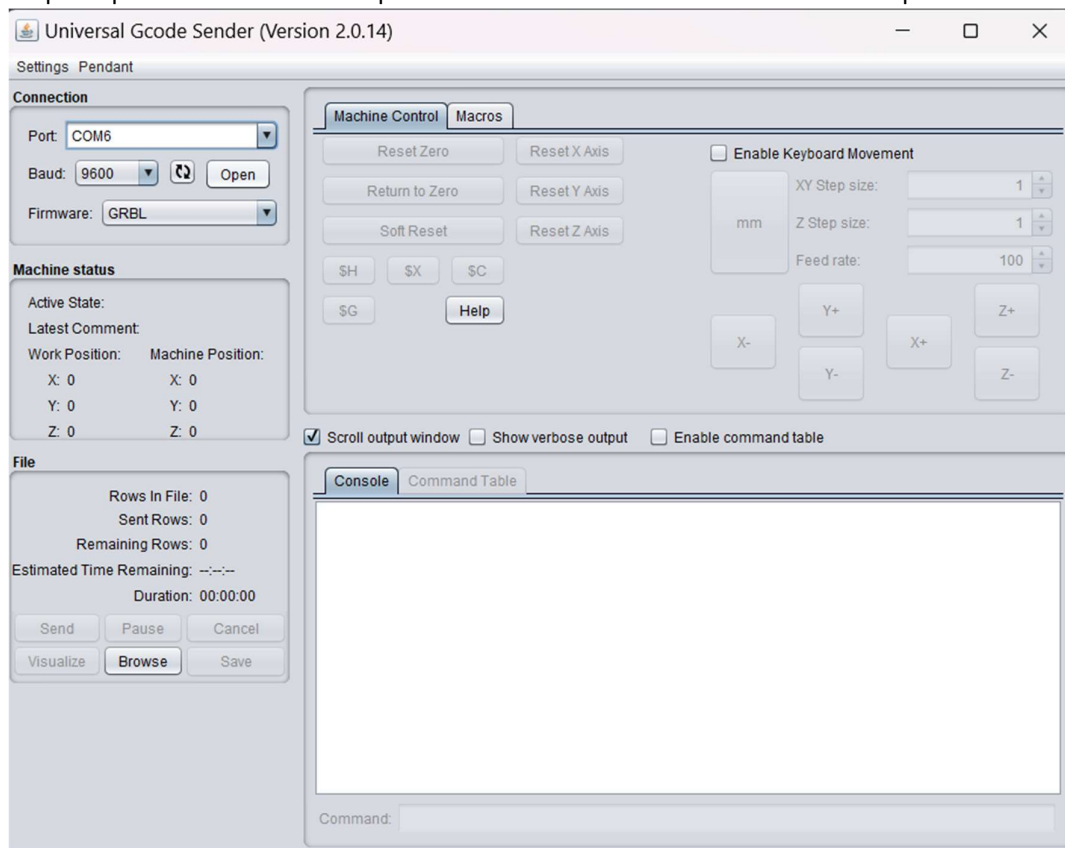 Universal Gcode Sender (Version 2.0.14)
Settings Pendant
Connection
Port: COM6
Baud: 9600 Open
Firmware: GRBL
Machine status
Active State:
Latest Comment:
Work Position: Machine Position:
X: 0 X: 0
Y: 0 Y: 0
Z: 0 Z: 0
File
Rows In File: 0
Sent Rows: 0
Remaining Rows: 0
Estimated Time Remaining: --:--:--
Duration: 00:00:00
Send Pause Cancel
Visualize Browse Save
Machine Control Macros
Reset Zero Reset X Axis
Return to Zero Reset Y Axis
Soft Reset Reset Z Axis
$H $X $C
$G Help
Enable Keyboard Movement
mm
XY Step size: 1
Z Step size: 1
Feed rate: 100
Y+ Z+
X- X+
Y- Z-
Scroll output window Show verbose output Enable command table
Console Command Table
Command: